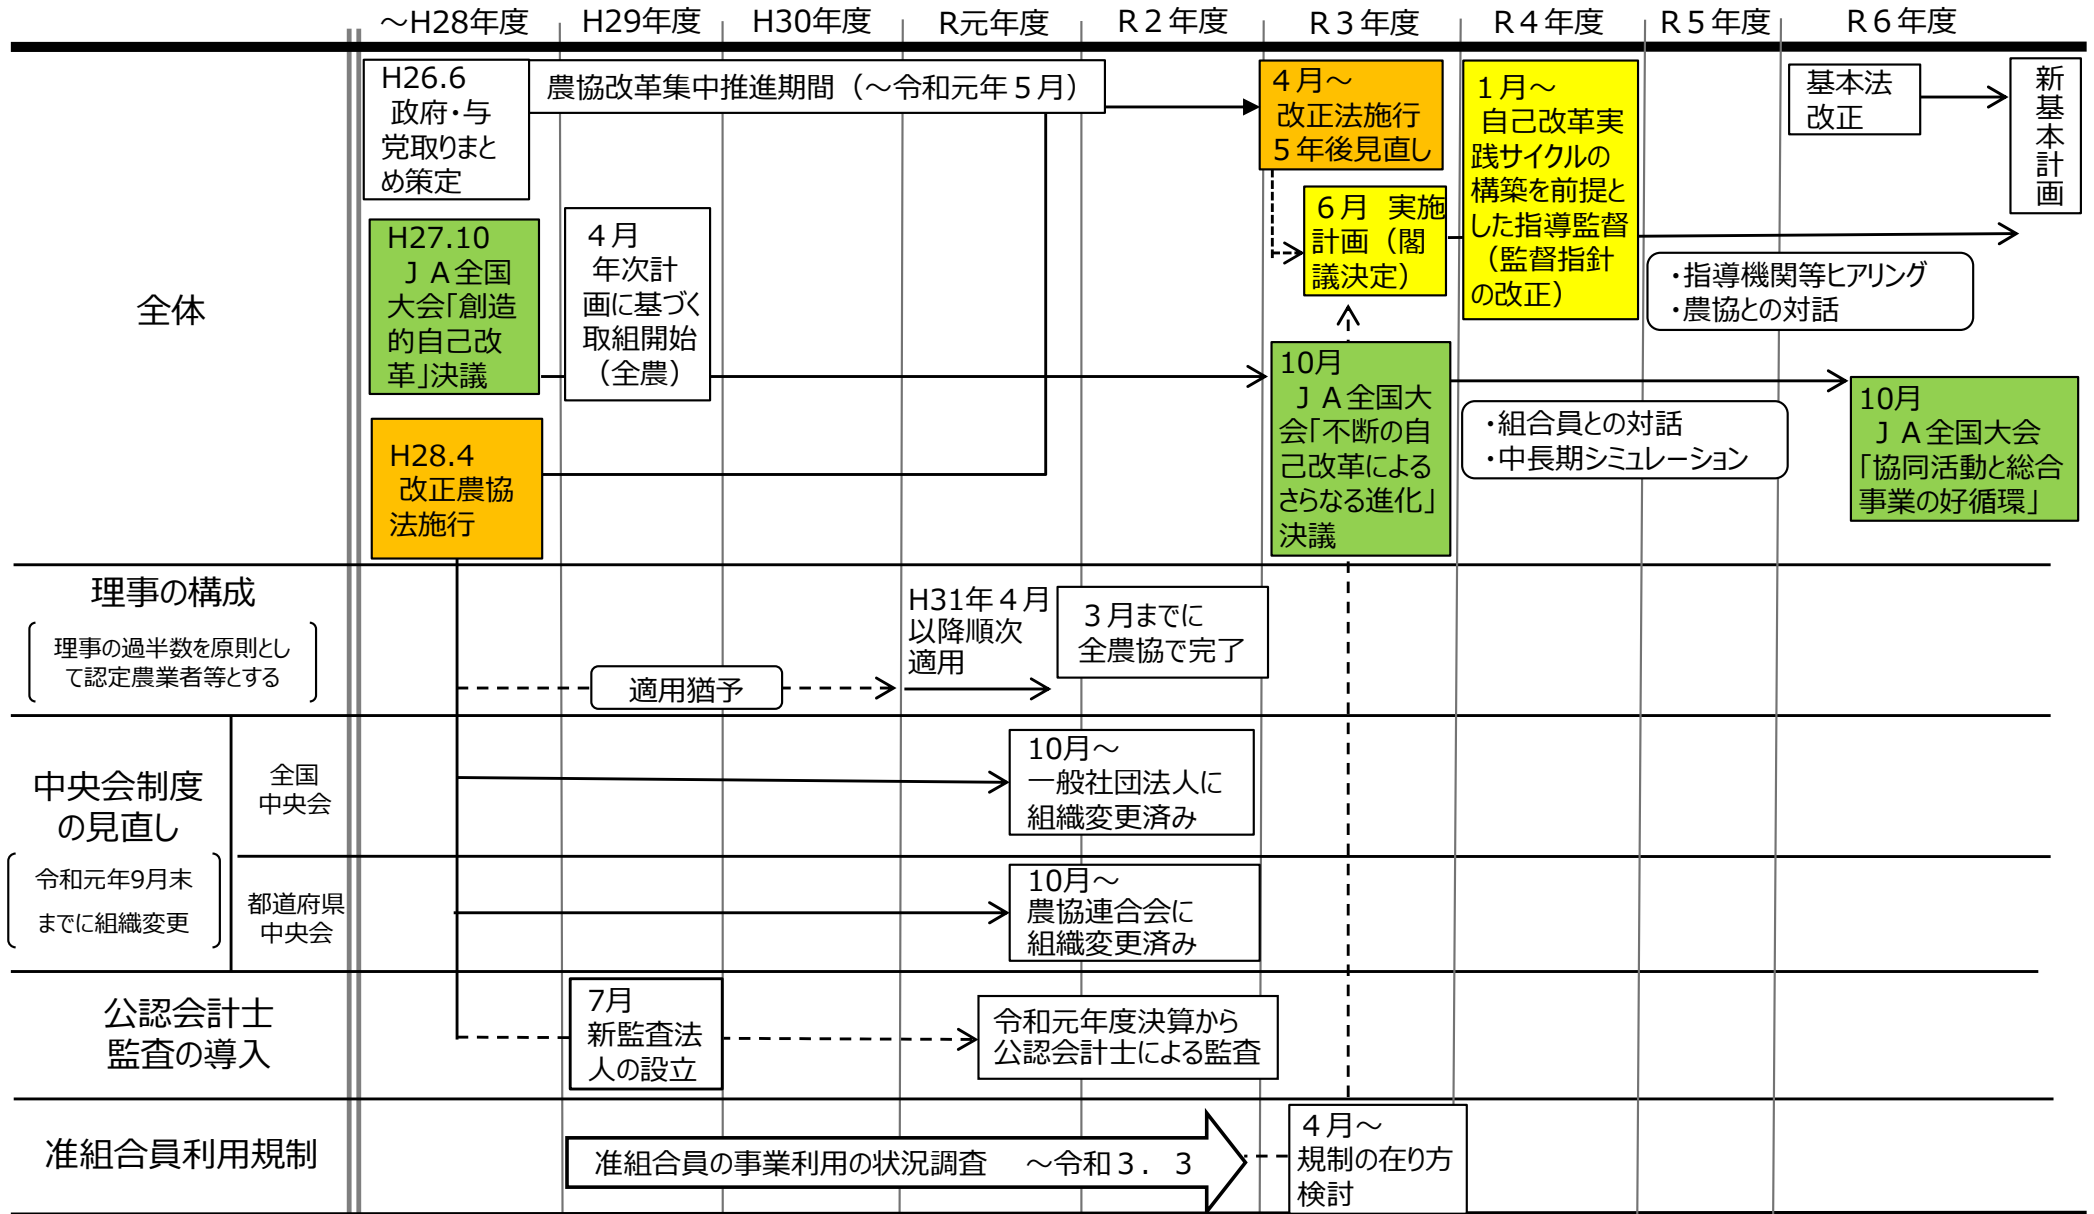 ～H28年度
H29年度
H30年度
R元年度
R２年度
R３年度
R４年度
R５年度
R６年度
全体
H26.6
政府・与
党取りまと
め策定
農協改革集中推進期間（～令和元年５月）
４月～
改正法施行
５年後見直し
１月～
自己改革実
践サイクルの
構築を前提と
した指導監督
（監督指針
の改正）
基本法
改正
新
基
本
計
画
６月　実施
計画（閣
議決定）
H27.10
ＪＡ全国
大会「創造
的自己改
革」決議
４月
年次計
画に基づく
取組開始
（全農）
・指導機関等ヒアリング
・農協との対話
10月
ＪＡ全国大
会「不断の自
己改革による
さらなる進化」
決議
・組合員との対話
・中長期シミュレーション
10月
ＪＡ全国大会
「協同活動と総合
事業の好循環」
H28.4
改正農協
法施行
理事の構成
理事の過半数を原則とし
て認定農業者等とする
適用猶予
H31年４月
以降順次
適用
３月までに
全農協で完了
中央会制度
の見直し
令和元年9月末
までに組織変更
全国
中央会
10月～
一般社団法人に
組織変更済み
都道府県
中央会
10月～
農協連合会に
組織変更済み
公認会計士
監査の導入
7月
新監査法
人の設立
令和元年度決算から
公認会計士による監査
准組合員利用規制
准組合員の事業利用の状況調査　～令和３．３
４月～
規制の在り方
検討